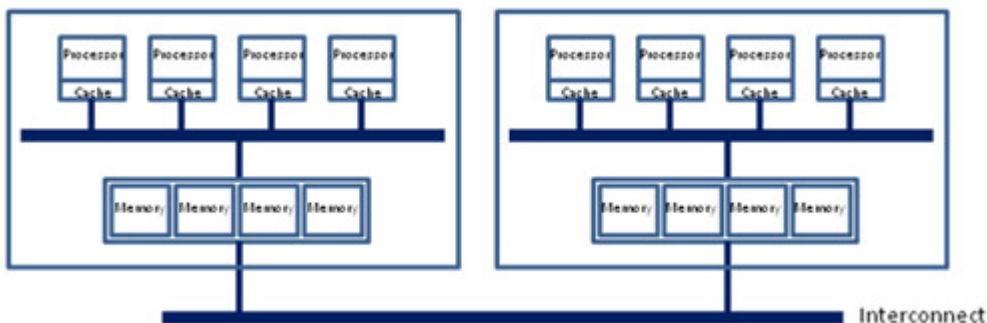 Processor Processor Processor Processor
Cache Cache Cache Cache
Memory Memory Memory Memory
Processor Processor Processor Processor
Cache Cache Cache Cache
Memory Memory Memory Memory
Interconnect